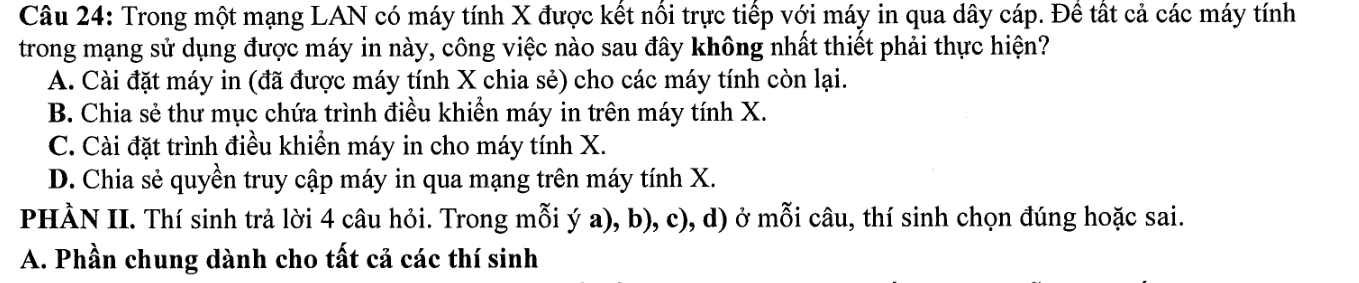 Câu 24: Trong một mạng LAN có máy tính X được kết nối trực tiếp với máy in qua dây cáp. Để tất cả các máy tính
trong mạng sử dụng được máy in này, công việc nào sau đây không nhất thiết phải thực hiện?
A. Cài đặt máy in (đã được máy tính X chia sẻ) cho các máy tính còn lại.
B. Chia sẻ thư mục chứa trình điều khiển máy in trên máy tính X.
C. Cài đặt trình điều khiển máy in cho máy tính X.
D. Chia sẻ quyền truy cập máy in qua mạng trên máy tính X.
PHẦN II. Thí sinh trả lời 4 câu hỏi. Trong mỗi ý a), b), c), d) ở mỗi câu, thí sinh chọn đúng hoặc sai.
A. Phần chung dành cho tất cả các thí sinh